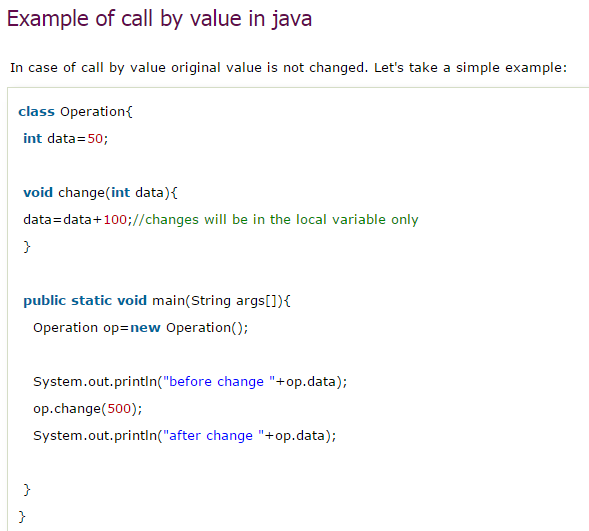 Example of call by value in java
In case of call by value original value is not changed. Let's take a simple example:
class Operation{
int data=50;
void change(int data){
data=data+100;//changes will be in the local variable only
}
public static void main(String args[]){
Operation op=new Operation();
System.out.println("before change "+op.data);
op.change(500);
System.out.println("after change "+op.data);
}
}